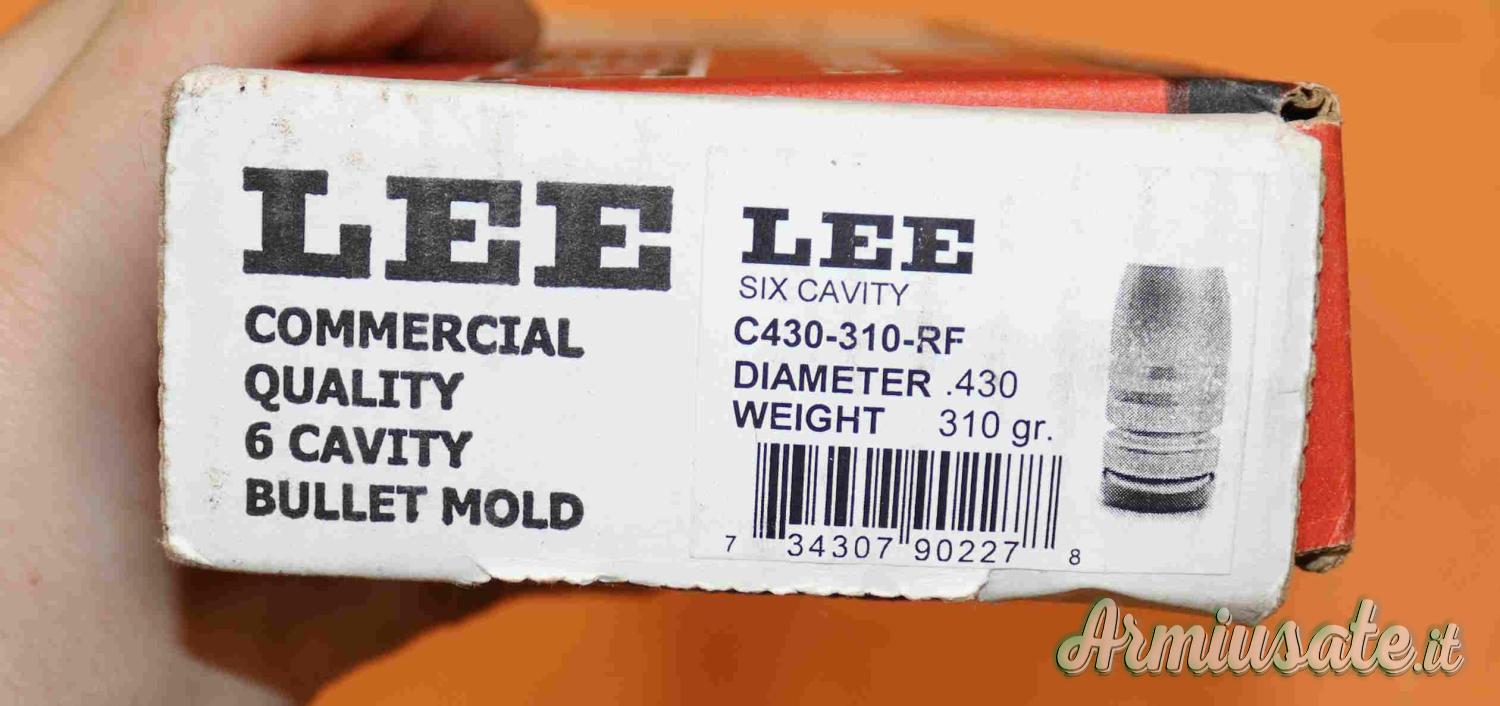 LEE
COMMERCIAL
QUALITY
6 CAVITY
BULLET MOLD
LEE
SIX CAVITY
C430-310-RF
DIAMETER .430
WEIGHT 310 gr.
7 34307 90227 8
Armiusate.it